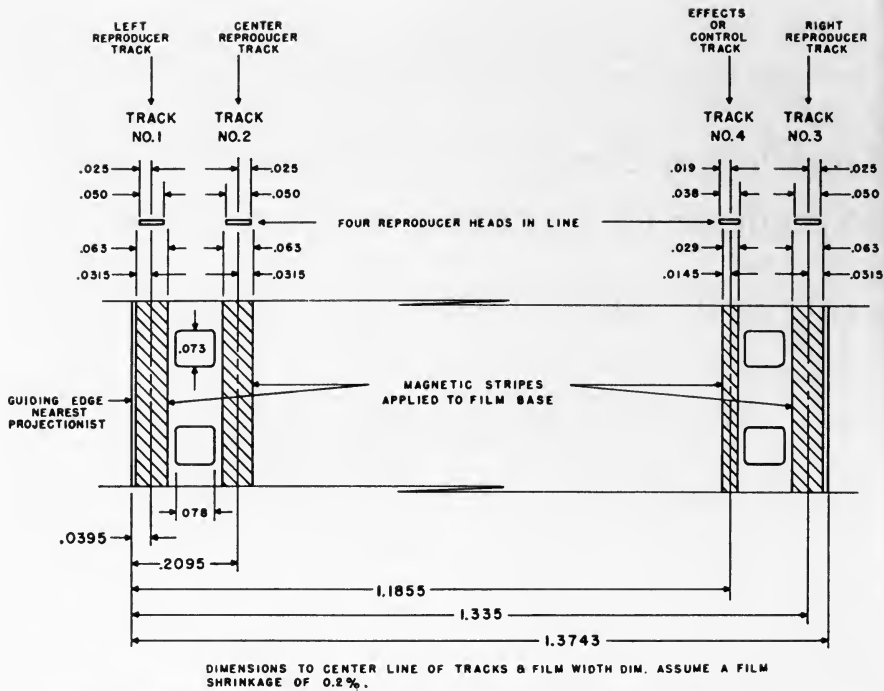 LEFT
REPRODUCER
TRACK
CENTER
REPRODUCER
TRACK
EFFECTS
OR
CONTROL
TRACK
RIGHT
REPRODUCER
TRACK
TRACK
NO.1
TRACK
NO.2
TRACK
NO.4
TRACK
NO.3
.025
.025
.019
.025
.050
.050
.038
.050
FOUR REPRODUCER HEADS IN LINE
.063
.063
.029
.063
.0315
.0315
.0145
.0315
.073
GUIDING EDGE
NEAREST
PROJECTIONIST
MAGNETIC STRIPES
APPLIED TO FILM BASE
.078
.0395
.2095
1.1855
1.335
1.3743
DIMENSIONS TO CENTER LINE OF TRACKS & FILM WIDTH DIM. ASSUME A FILM
SHRINKAGE OF 0.2%.